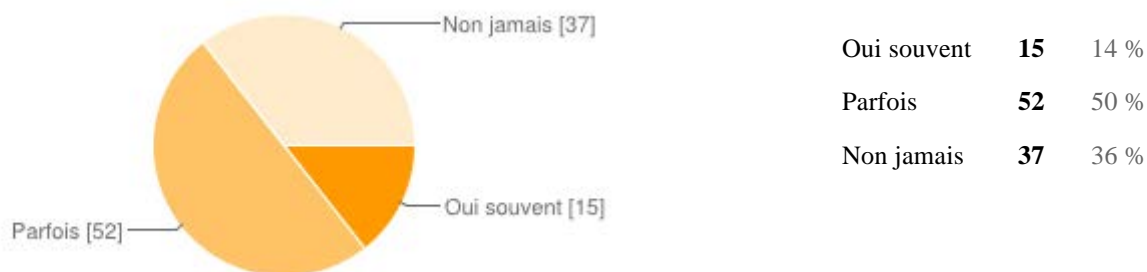 Non jamais [37]
Oui souvent [15]
Parfois [52]
Oui souvent 15 14 %
Parfois 52 50 %
Non jamais 37 36 %